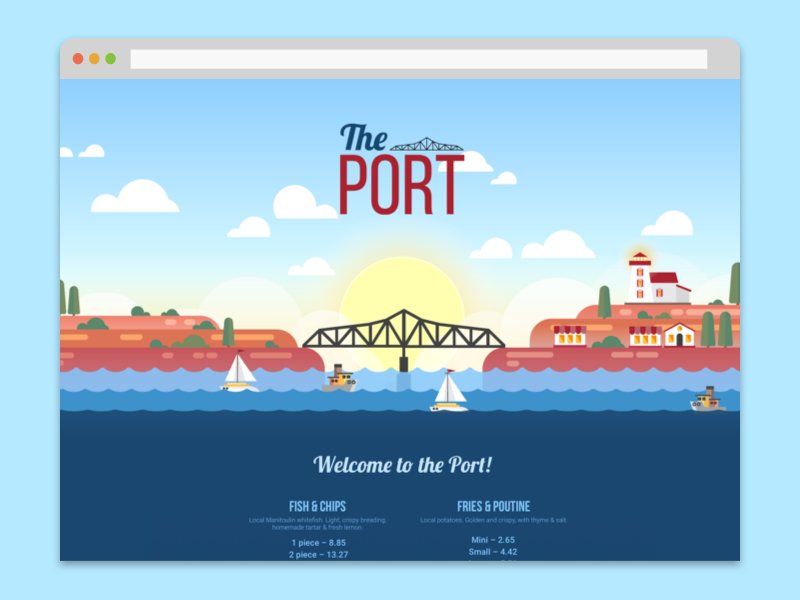 The
PORT
Welcome to the Port!
FISH & CHIPS
Local Manitoulin whitefish. Light, crispy breading,
homemade tartar & fresh lemon.
1 piece – 8.85
2 piece – 13.27
FRIES & POUTINE
Local potatoes. Golden and crispy, with thyme & salt.
Mini – 2.65
Small – 4.42